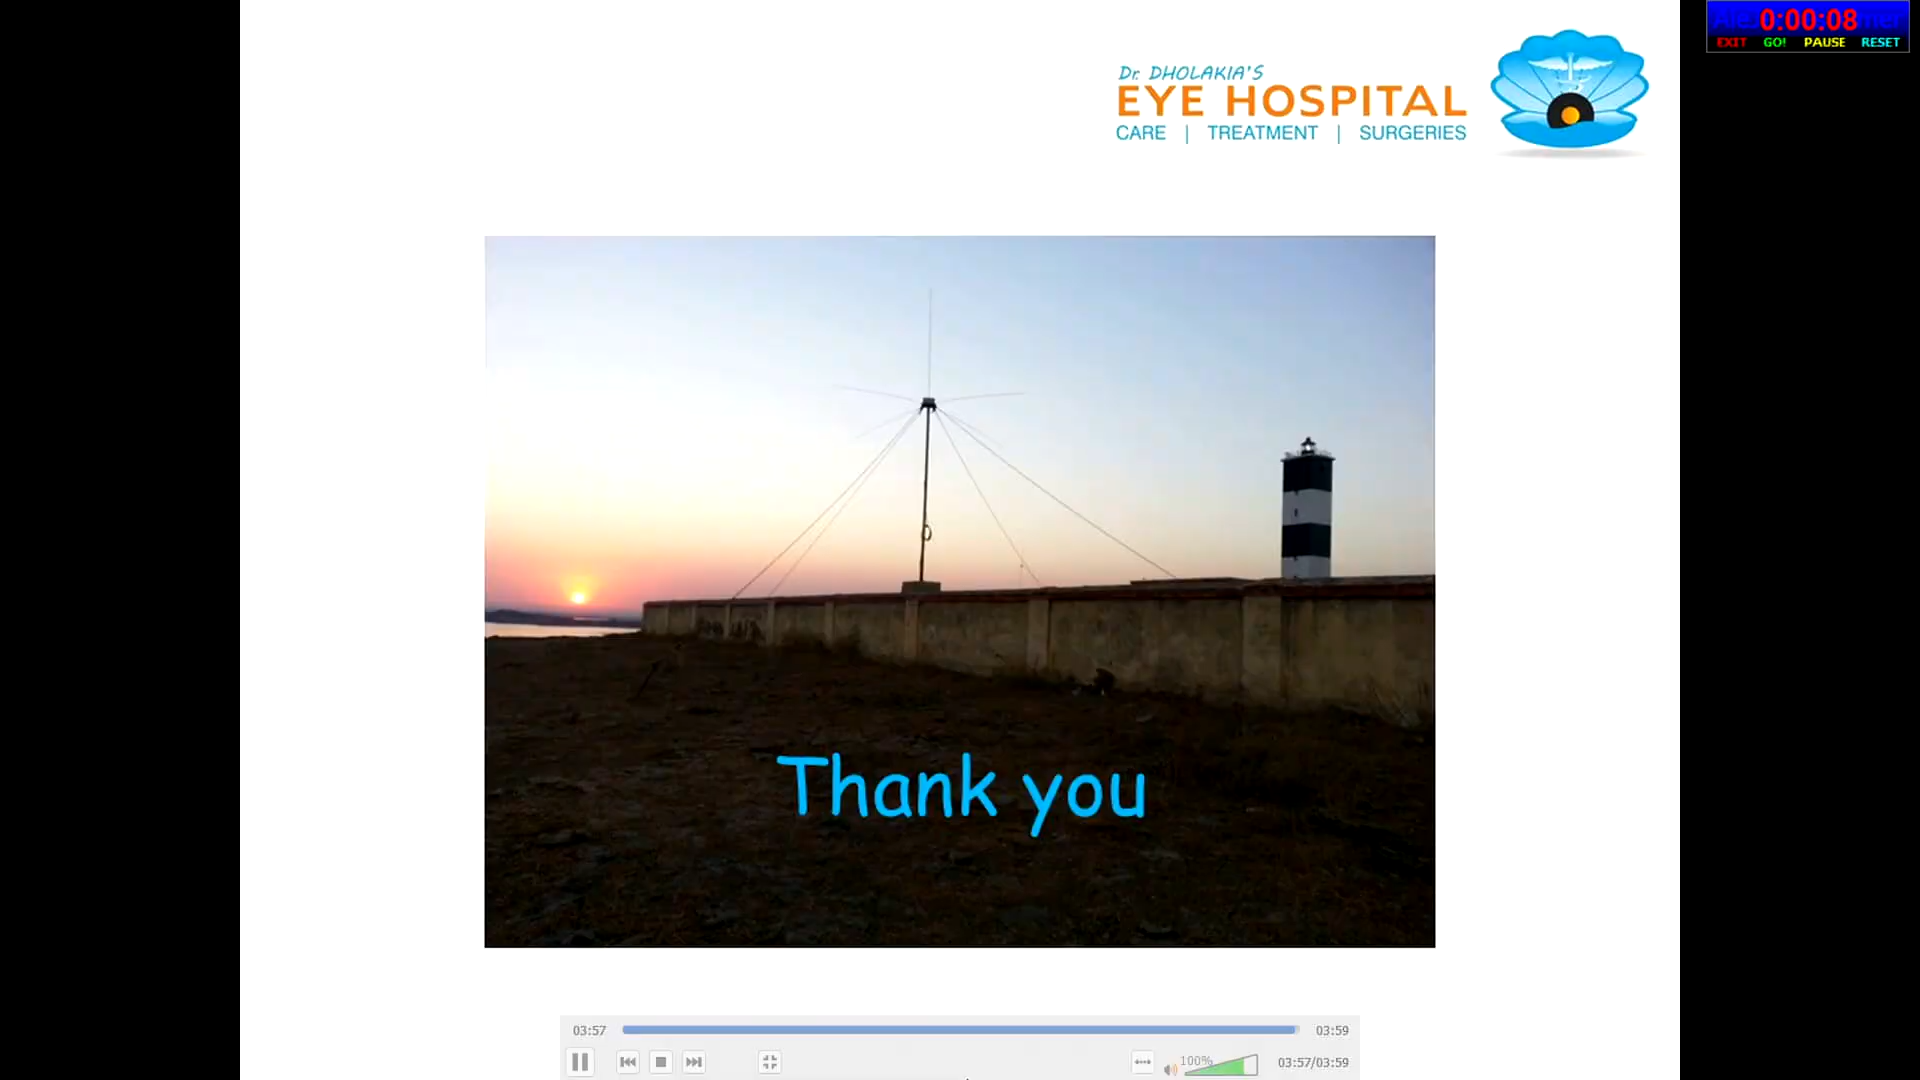 0:00:08
EXIT GO! PAUSE RESET
Dr. DHOLAKIA'S
EYE HOSPITAL
CARE | TREATMENT | SURGERIES
Thank you
03:57
03:59
100%
03:57/03:59